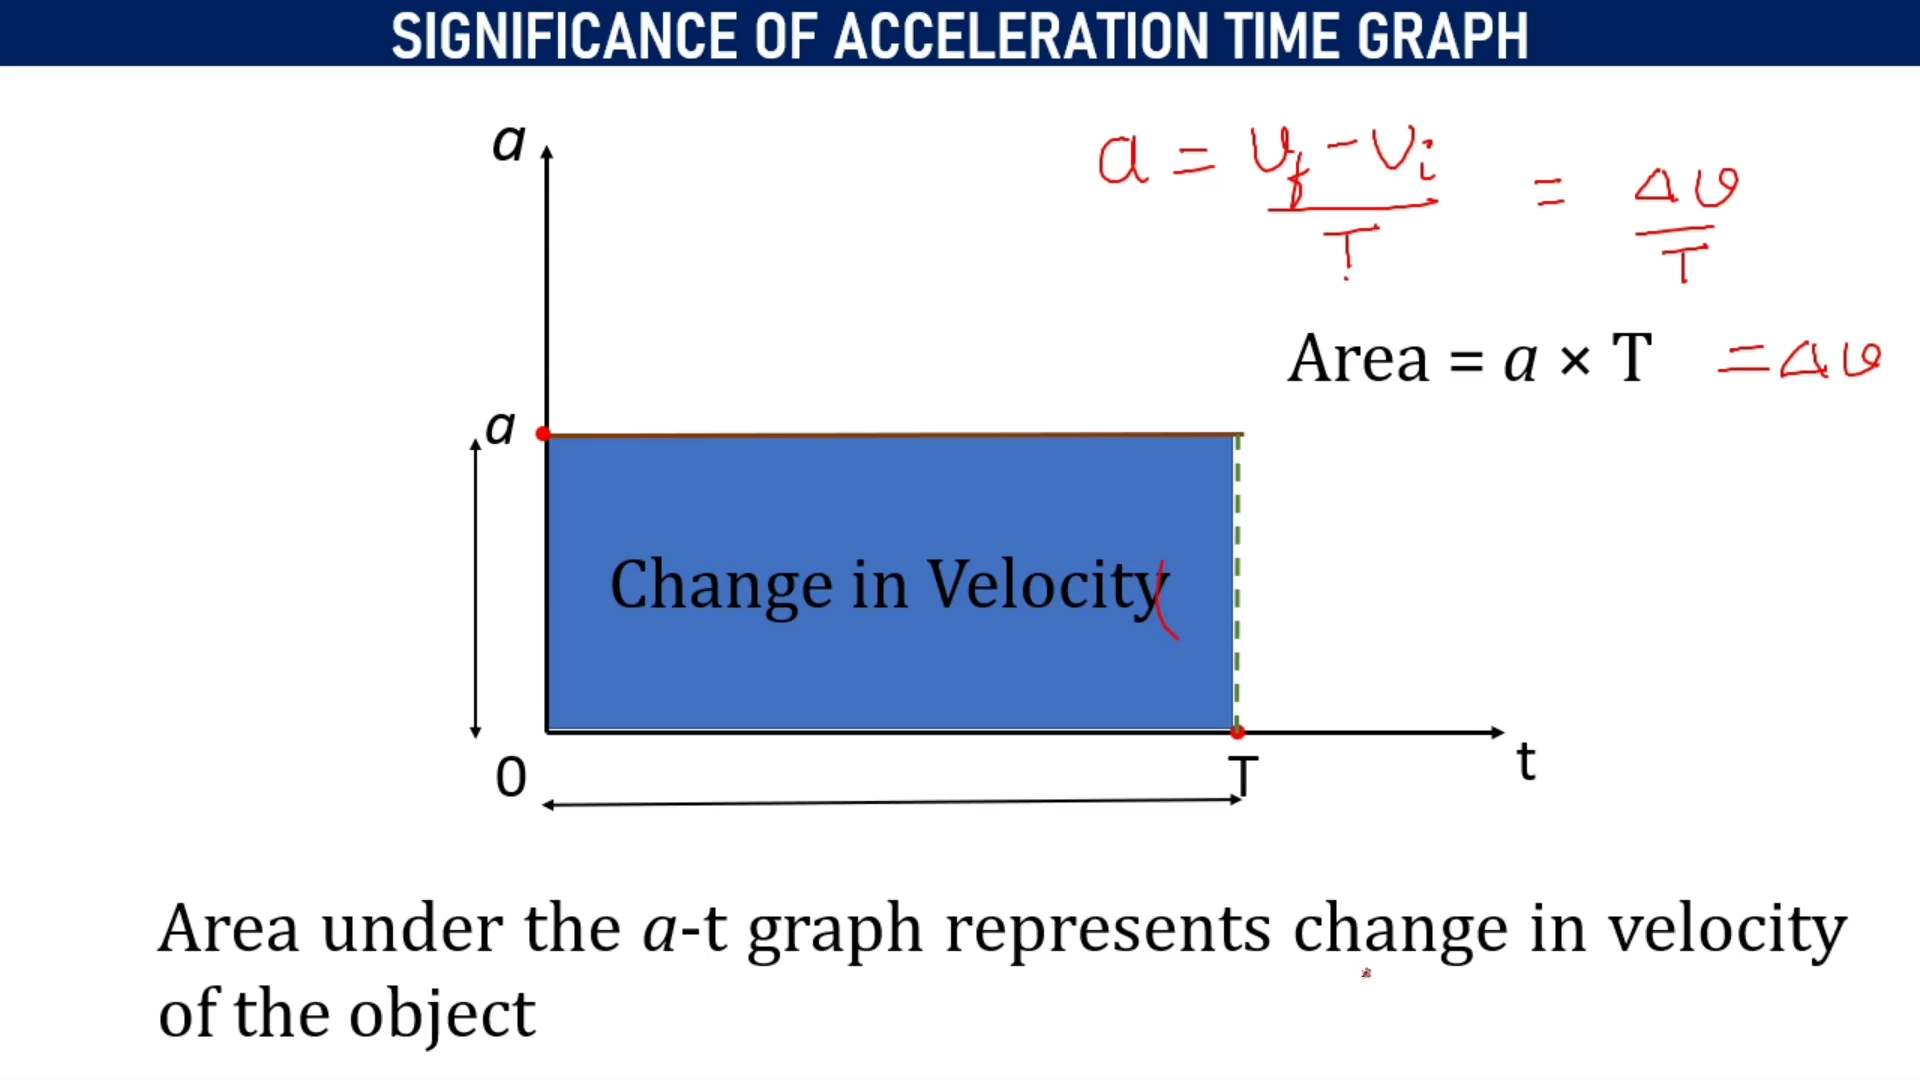 SIGNIFICANCE OF ACCELERATION TIME GRAPH
a
a = vf - vi / T = Δv / T
Area = a × T = Δv
a
Change in Velocity
0
T
t
Area under the a-t graph represents change in velocity
of the object